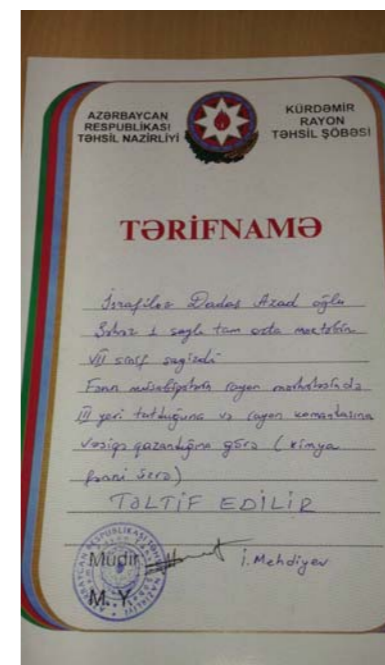 AZƏRBAYCAN
RESPUBLİKASI
TƏHSİL NAZİRLİYİ
KÜRDƏMİR
RAYON
TƏHSİL ŞÖBƏSİ
TƏRİFNAMƏ
İsrafilov Dadaş Azad oğlu
Şəhər 1 saylı tam orta məktəbin
VII sinif şagirdi
Fənn müsabiqəsinin rayon mərhələsində
III yeri tutduğuna və rayon komandasına
Vəsiqə qazandığına görə (kimya
fənni üzrə)
TƏLTİF EDİLİR
Müdir
İ.Mehdiyev
M.Y.